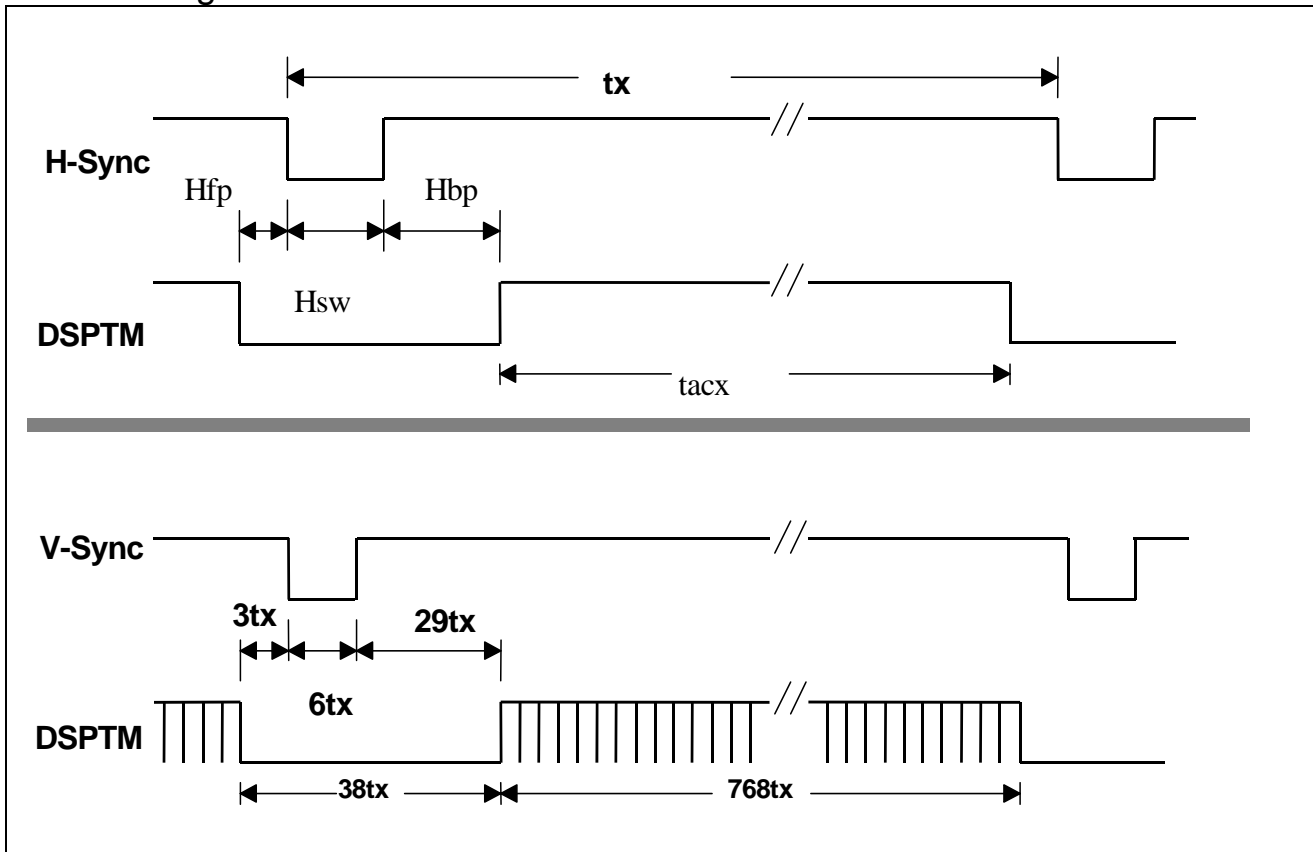 tx
H-Sync
Hfp
Hbp
Hsw
DSPTM
tacx
V-Sync
3tx
29tx
6tx
DSPTM
38tx
768tx